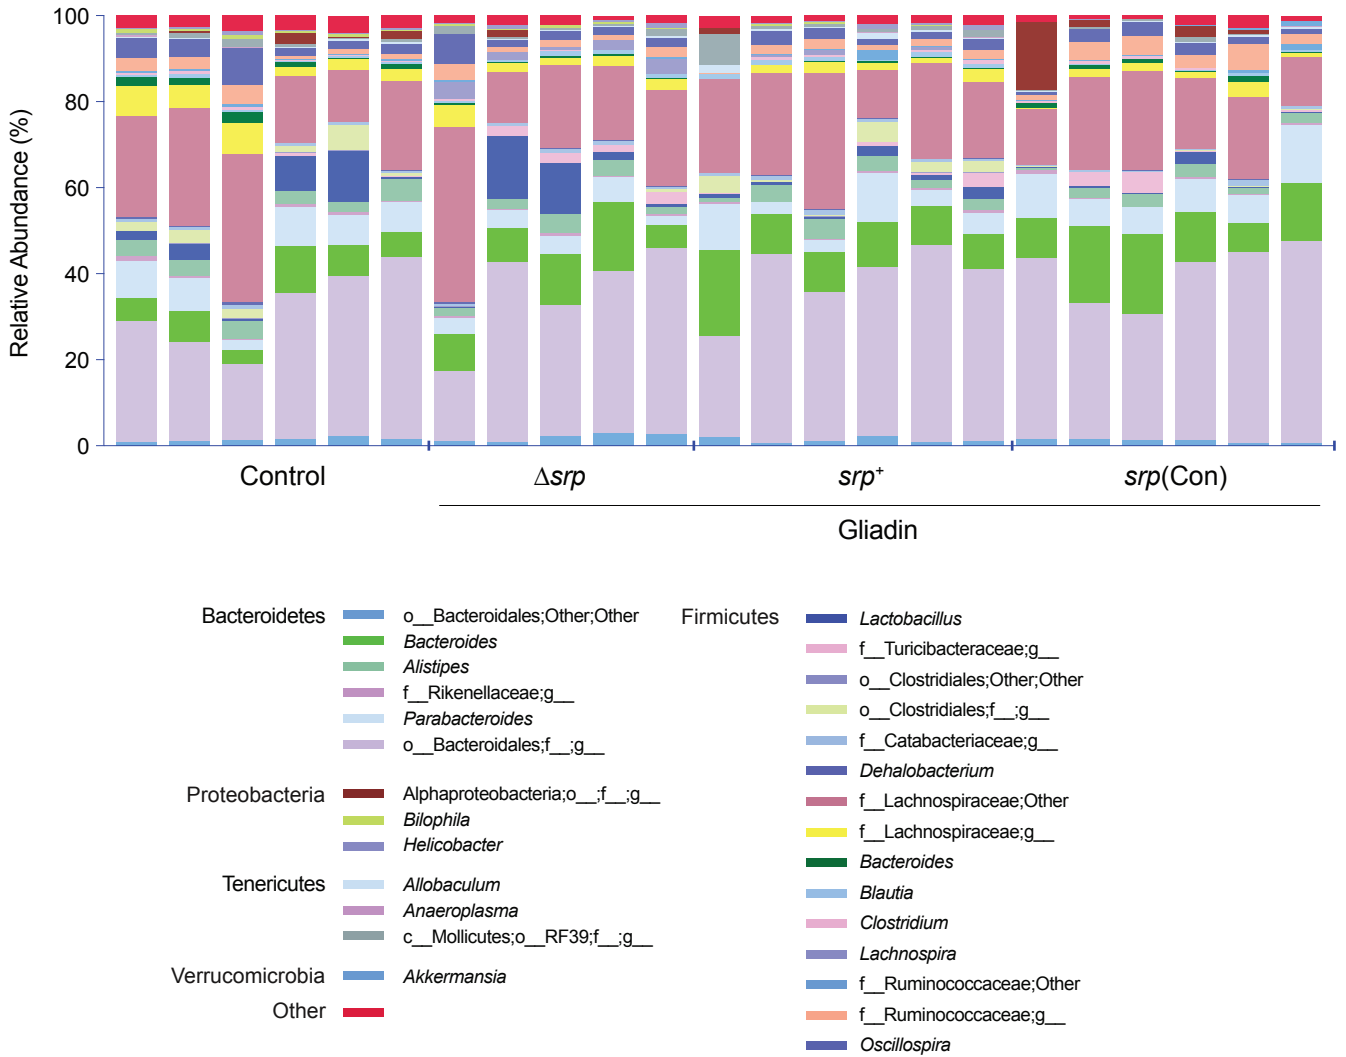 Relative Abundance (%)
100
80
60
40
20
0
Control
Δsrp
srp⁺
srp(Con)
Gliadin
Bacteroidetes
o__Bacteroidales;Other;Other
Bacteroides
Alistipes
f__Rikenellaceae;g__
Parabacteroides
o__Bacteroidales;f__;g__
Proteobacteria
Alphaproteobacteria;o__;f__;g__
Bilophila
Helicobacter
Tenericutes
Allobaculum
Anaeroplasma
c__Mollicutes;o__RF39;f__;g__
Verrucomicrobia
Akkermansia
Other
Firmicutes
Lactobacillus
f__Turicibacteraceae;g__
o__Clostridiales;Other;Other
o__Clostridiales;f__;g__
f__Catabacteriaceae;g__
Dehalobacterium
f__Lachnospiraceae;Other
f__Lachnospiraceae;g__
Bacteroides
Blautia
Clostridium
Lachnospira
f__Ruminococcaceae;Other
f__Ruminococcaceae;g__
Oscillospira